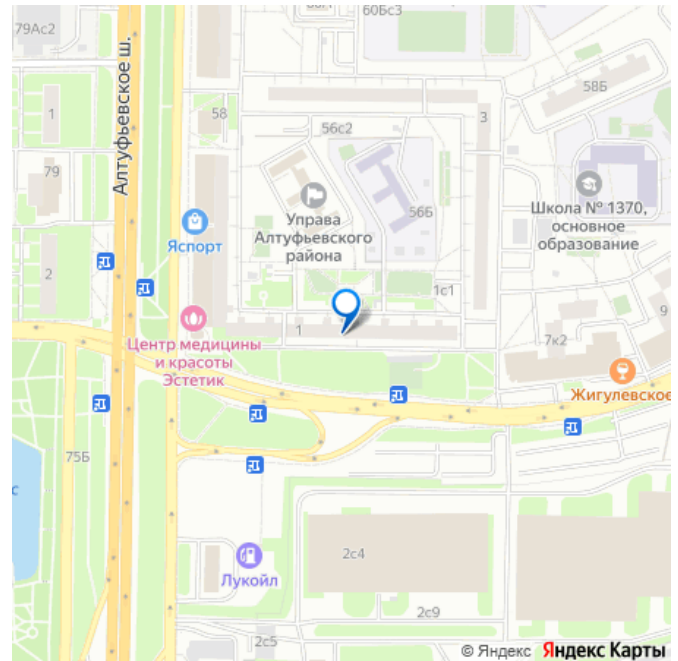 79Ас2
60Бс3
Алтуфьевское ш.
58Б
1
58
3
56с2
79
56Б
Управа
Алтуфьевского
района
Школа № 1370,
основное
образование
Яспорт
2
1с1
1
9
Центр медицины
и красоты
Эстетик
7к2
Жигулевское
75Б
с
2с4
Лукойл
2с9
2с5
© Яндекс Яндекс Карты